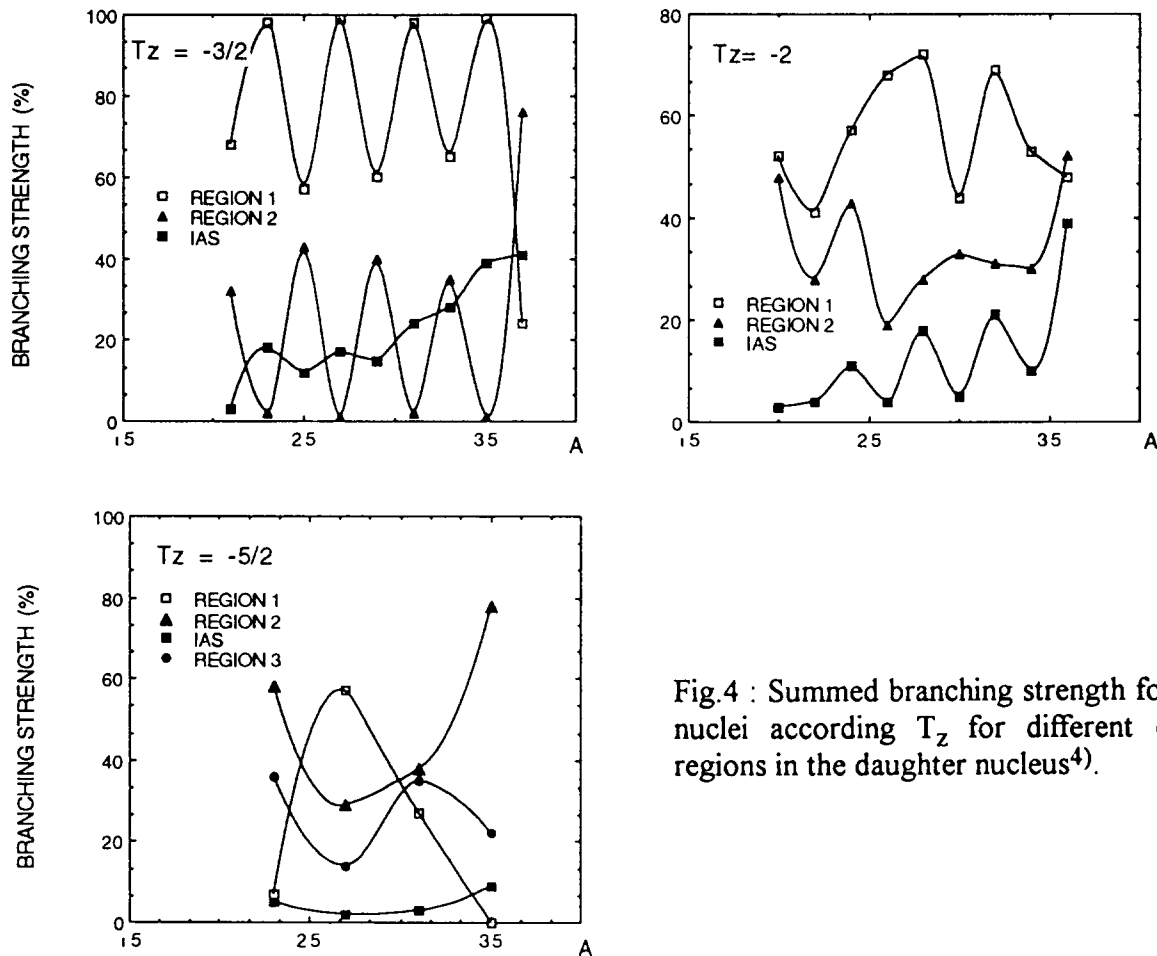 100
80
60
40
20
0
15
25
35
A
BRANCHING STRENGTH (%)
Tz = -3/2
REGION 1
REGION 2
IAS
80
60
40
20
0
15
25
35
A
Tz= -2
REGION 1
REGION 2
IAS
100
80
60
40
20
0
15
25
35
A
BRANCHING STRENGTH (%)
Tz = -5/2
REGION 1
REGION 2
IAS
REGION 3
Fig.4 : Summed branching strength fo
nuclei according Tz for different
regions in the daughter nucleus4).